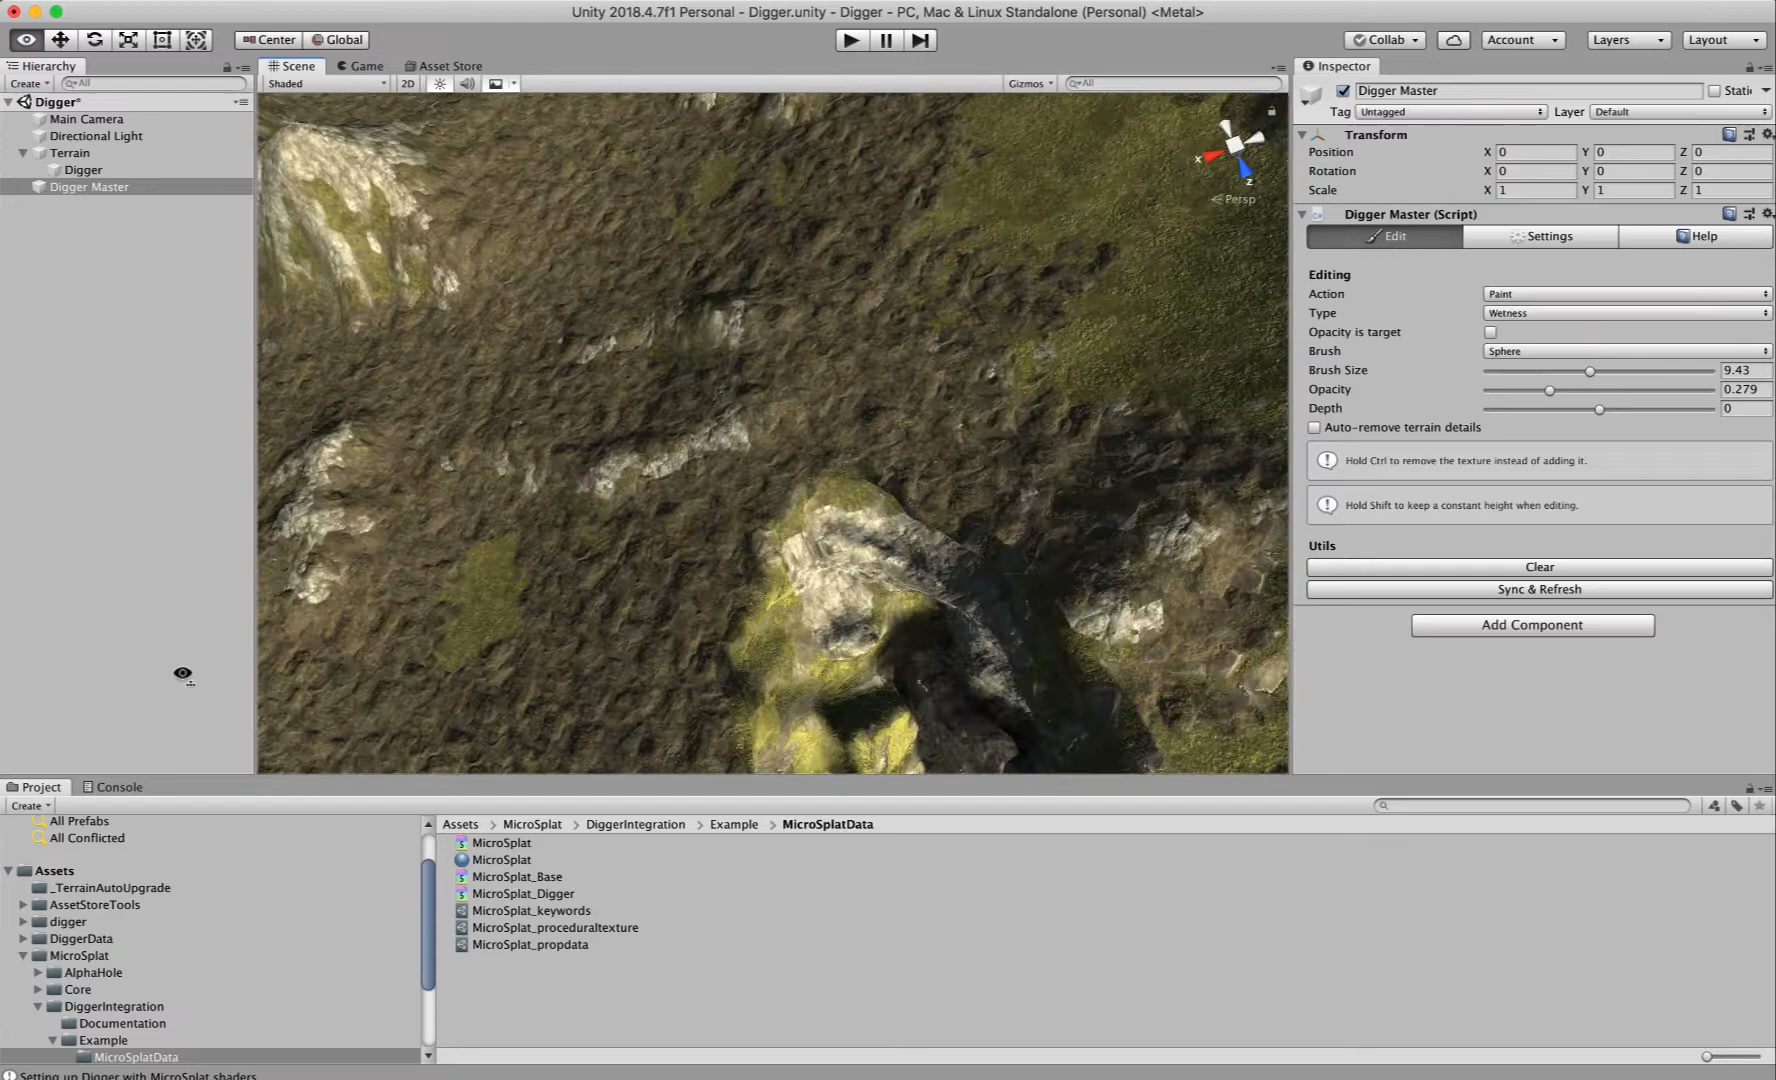 Unity 2018.4.7f1 Personal - Digger.unity - Digger - PC, Mac & Linux Standalone (Personal) <Metal>
Center Global
Collab Account Layers Layout
Hierarchy
Create All
Digger*
Main Camera
Directional Light
Terrain
Digger
Digger Master
Scene Game Asset Store
Shaded 2D Gizmos All
x
z
Persp
Inspector
Digger Master Stati
Tag Untagged Layer Default
Transform
Position X 0 Y 0 Z 0
Rotation X 0 Y 0 Z 0
Scale X 1 Y 1 Z 1
Digger Master (Script)
Edit Settings Help
Editing
Action Paint
Type Wetness
Opacity is target
Brush Sphere
Brush Size 9.43
Opacity 0.279
Depth 0
Auto-remove terrain details
Hold Ctrl to remove the texture instead of adding it.
Hold Shift to keep a constant height when editing.
Utils
Clear
Sync & Refresh
Add Component
Project Console
Create
All Prefabs
All Conflicted
Assets
_TerrainAutoUpgrade
AssetStoreTools
digger
DiggerData
MicroSplat
AlphaHole
Core
DiggerIntegration
Documentation
Example
MicroSplatData
Assets > MicroSplat > DiggerIntegration > Example > MicroSplatData
MicroSplat
MicroSplat
MicroSplat_Base
MicroSplat_Digger
MicroSplat_keywords
MicroSplat_proceduraltexture
MicroSplat_propdata
Setting up Digger with MicroSplat shaders